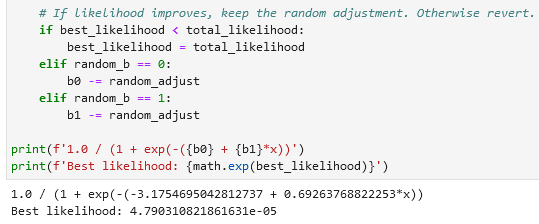 # If likelihood improves, keep the random adjustment. Otherwise revert.
if best_likelihood < total_likelihood:
best_likelihood = total_likelihood
elif random_b == 0:
b0 -= random_adjust
elif random_b == 1:
b1 -= random_adjust
print(f'1.0 / (1 + exp(-({b0} + {b1}*x))')
print(f'Best likelihood: {math.exp(best_likelihood)}')
1.0 / (1 + exp(-(-3.1754695042812737 + 0.69263768822253*x))
Best likelihood: 4.790310821861631e-05